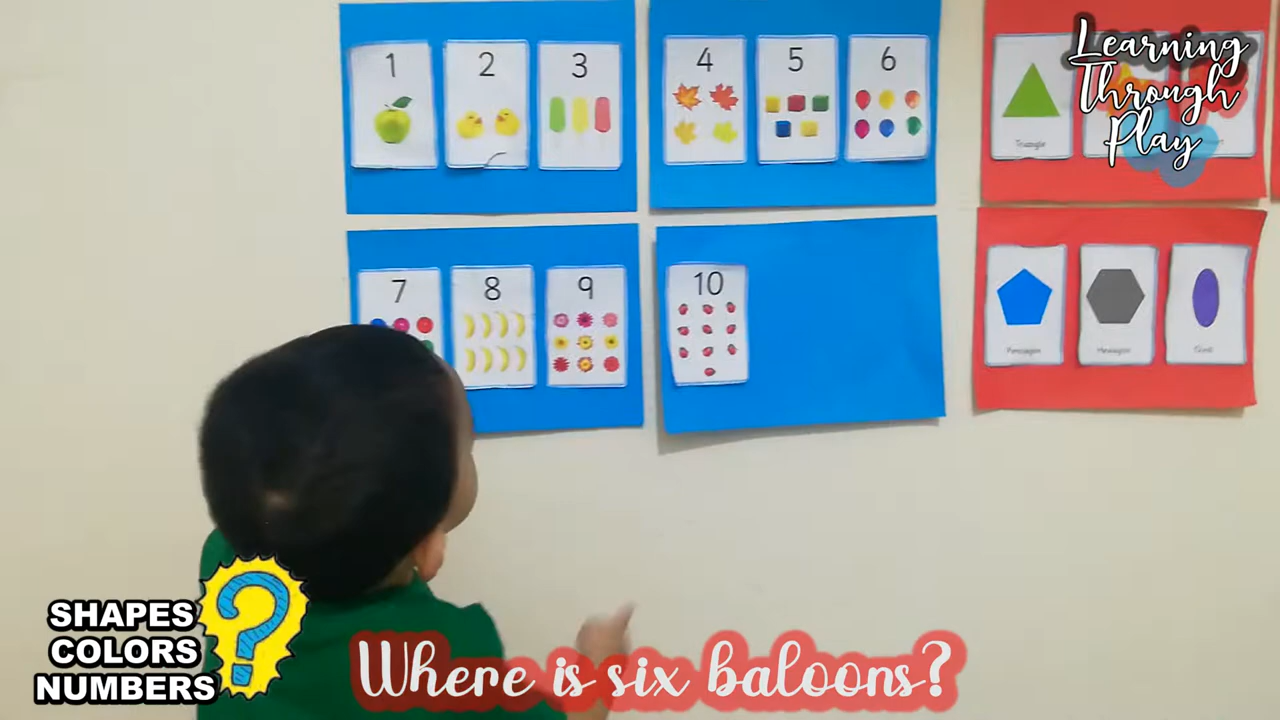 1 2 3
4 5 6
Learning
Through
Play
Triangle
7 8 9
10
Pentagon Hexagon
SHAPES
COLORS
NUMBERS
?
Where is six baloons?